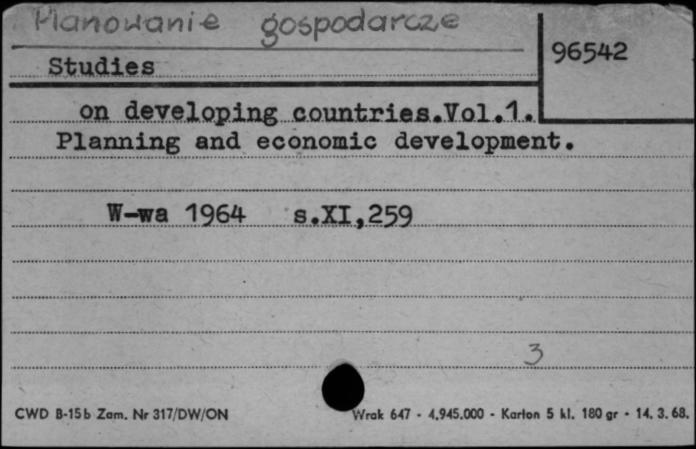 Planowanie gospodarcze
96542
Studies
on developing countries.Vol.1.
Planning and economic development.
W-wa 1964 s.XI,259
3
CWD B-15b Zam. Nr 317/DW/ON Wrak 647 - 4.945.000 - Karton 5 kl. 180 gr - 14. 3. 68.